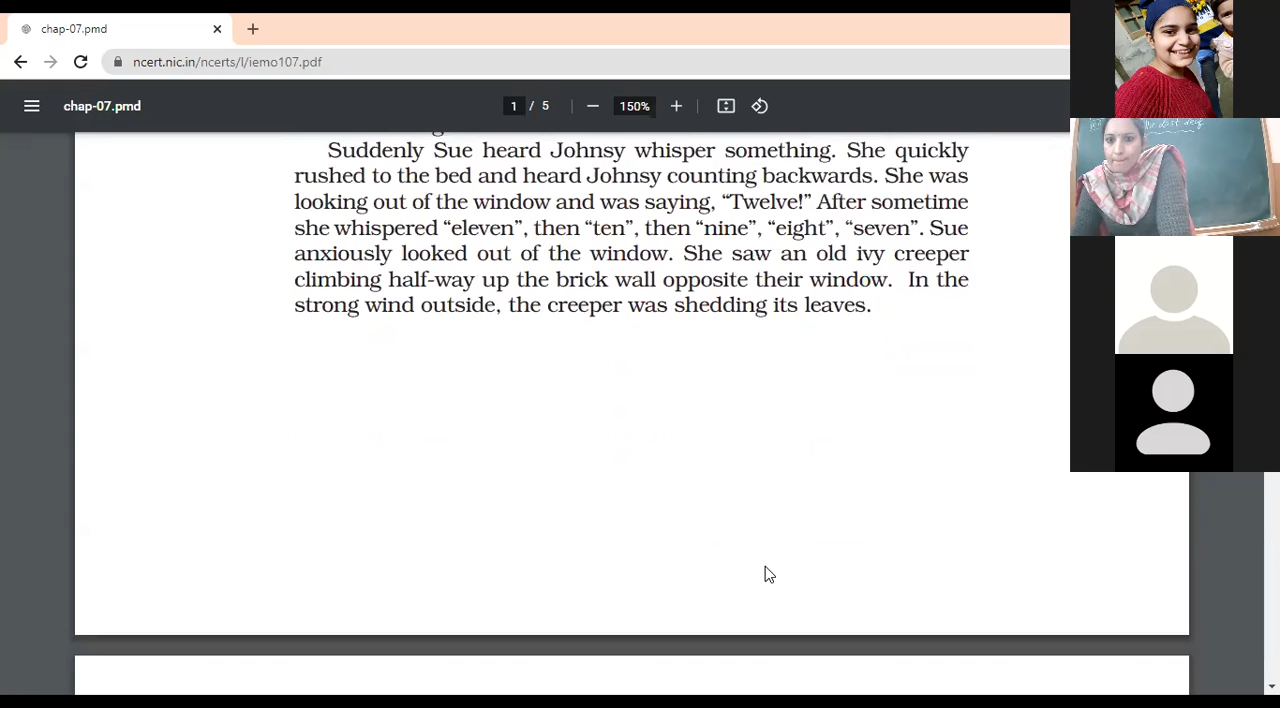 chap-07.pmd
ncert.nic.in/ncerts/l/iemo107.pdf
chap-07.pmd
1 / 5
150%
Suddenly Sue heard Johnsy whisper something. She quickly
rushed to the bed and heard Johnsy counting backwards. She was
looking out of the window and was saying, “Twelve!” After sometime
she whispered “eleven”, then “ten”, then “nine”, “eight”, “seven”. Sue
anxiously looked out of the window. She saw an old ivy creeper
climbing half-way up the brick wall opposite their window. In the
strong wind outside, the creeper was shedding its leaves.